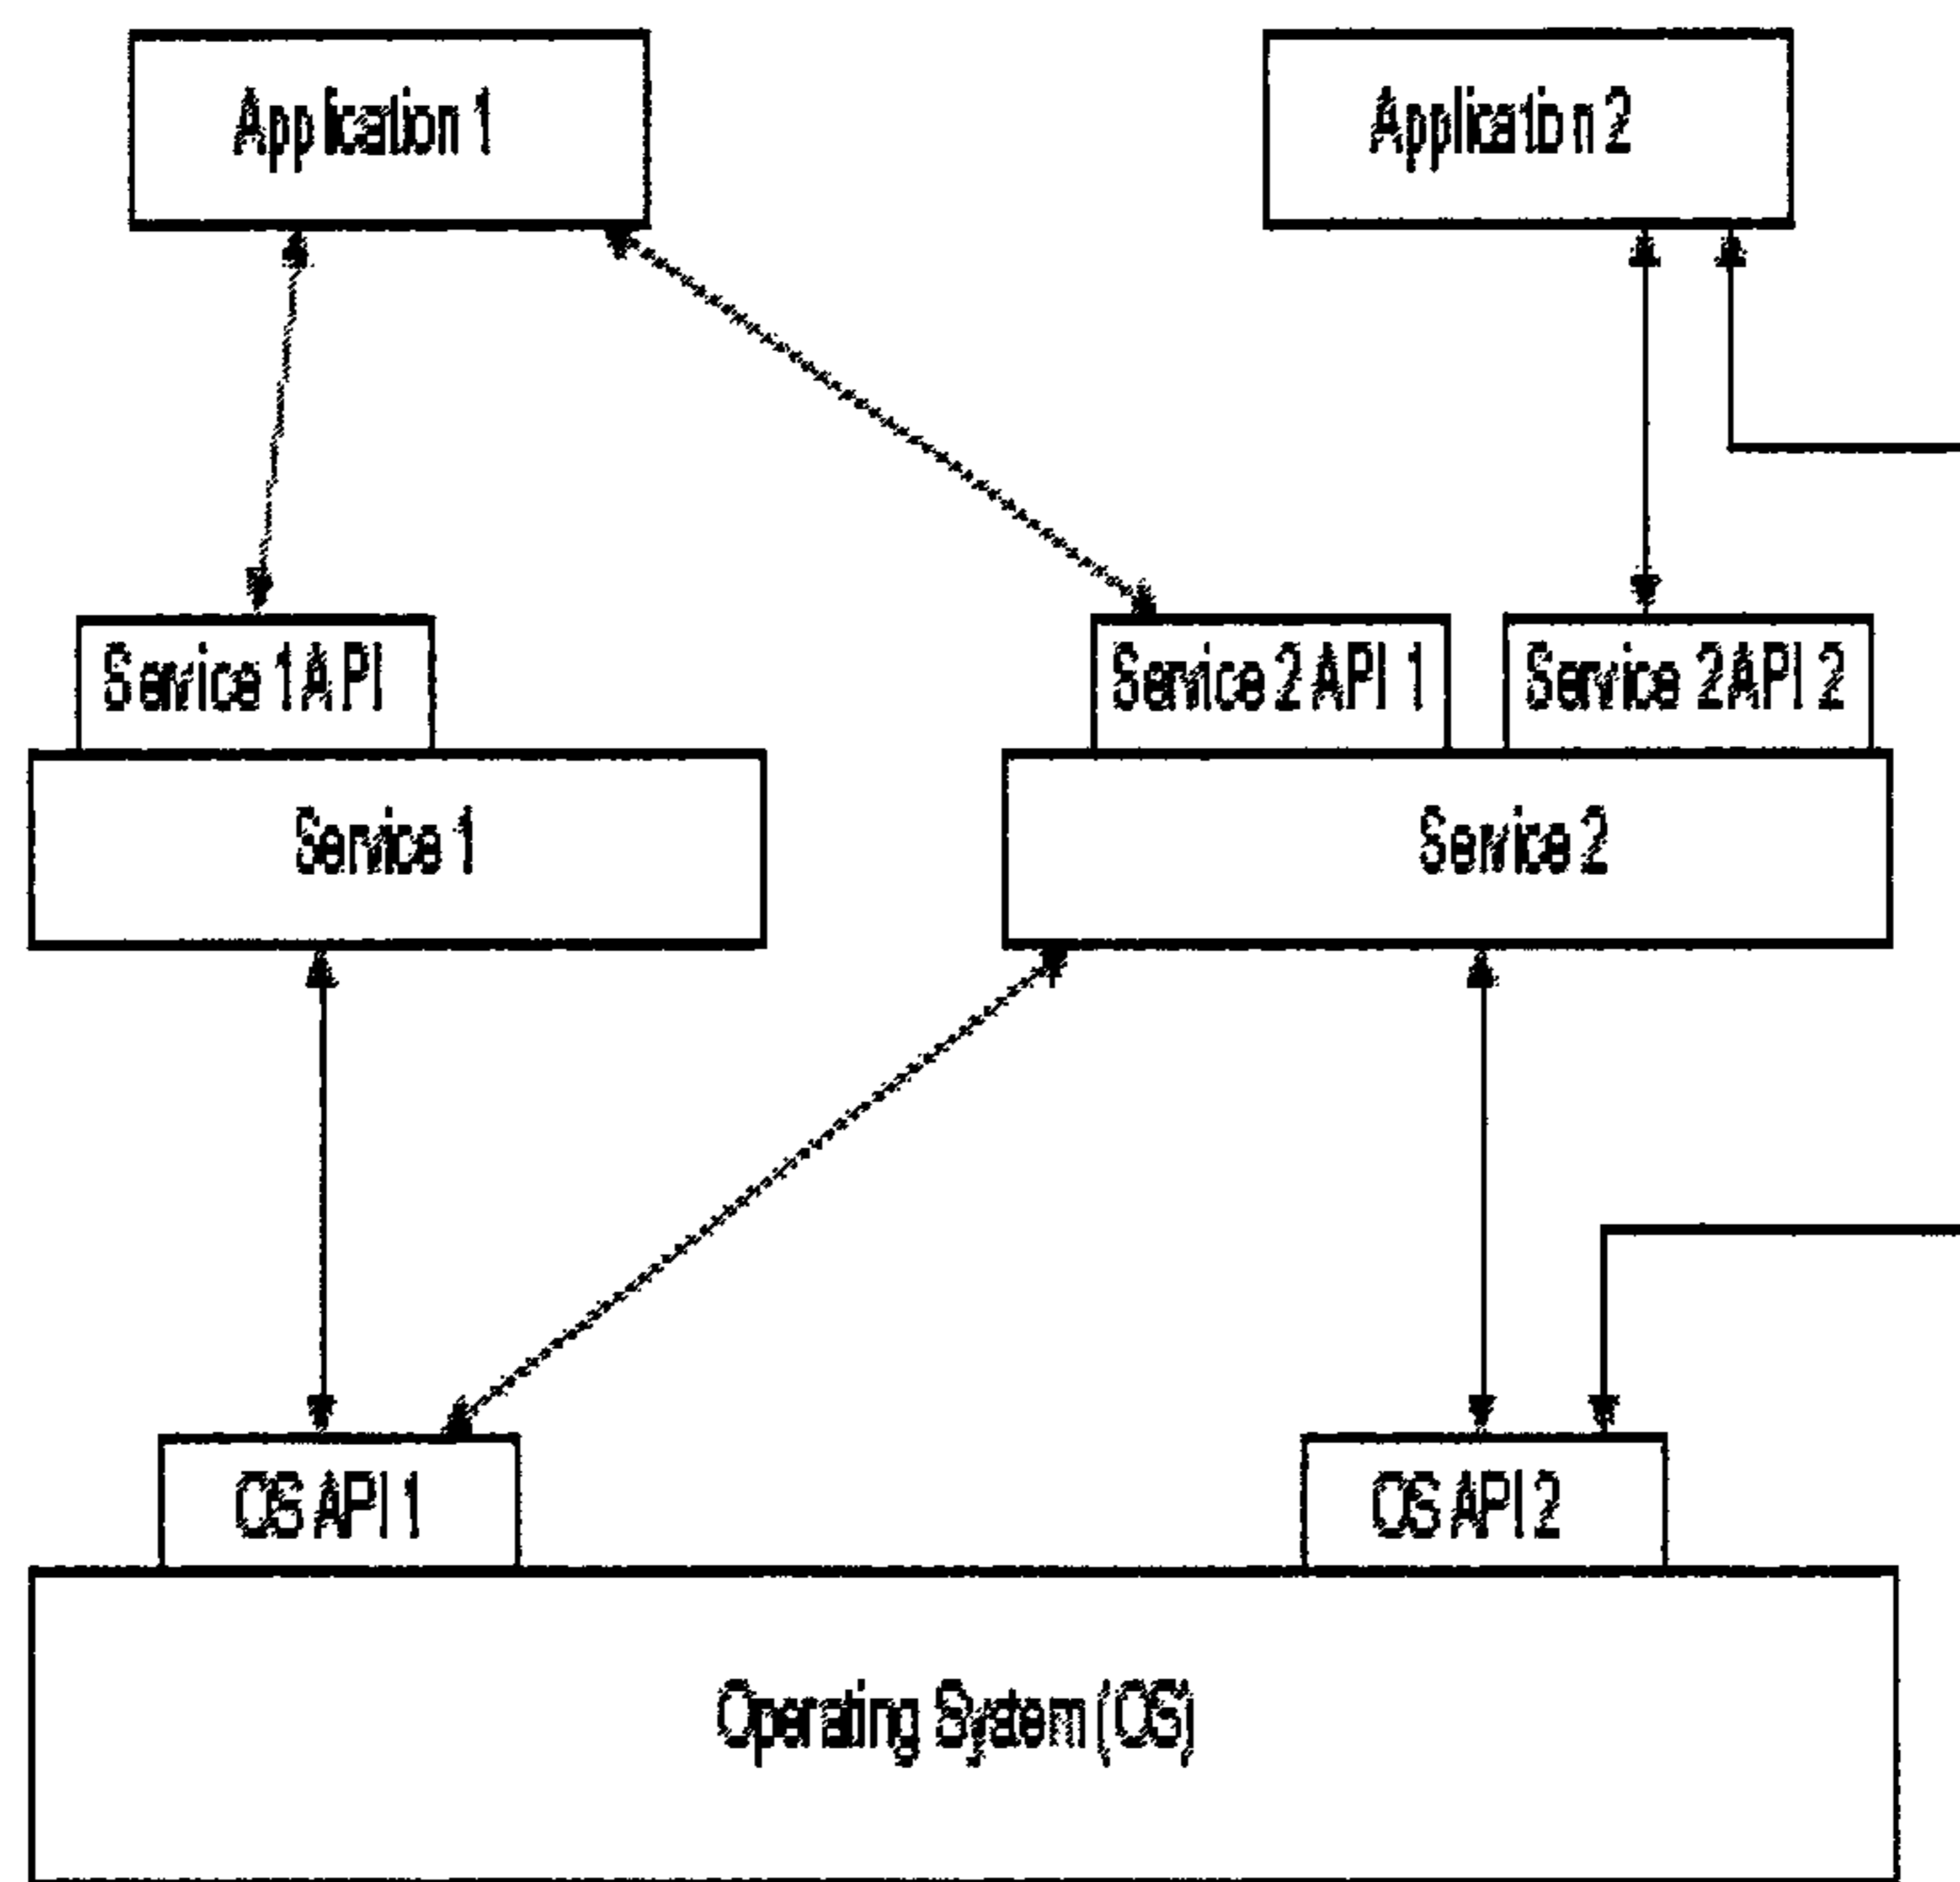 Application 1
Application 2
Service 1 API
Service 2 API 1
Service 2 API 2
Service 1
Service 2
OS API 1
OS API 2
Operating System (OS)